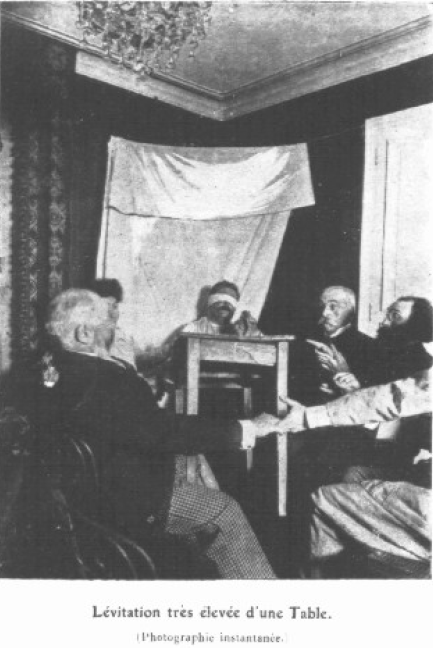 Lévitation très élevée d'une Table.
(Photographie instantanée.)